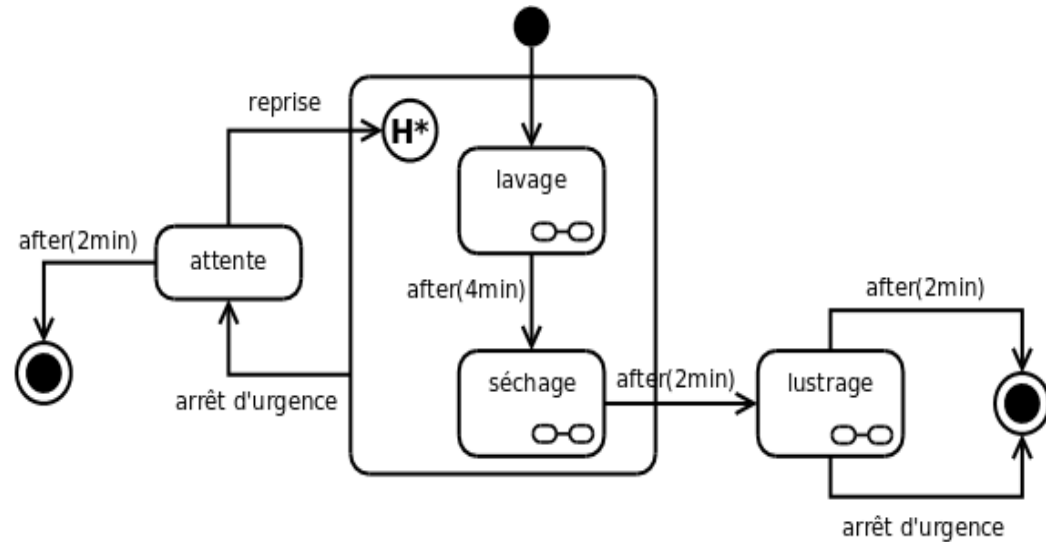 reprise
H*
lavage
after(2min)
attente
after(4min)
after(2min)
séchage
after(2min)
lustrage
arrêt d'urgence
arrêt d'urgence